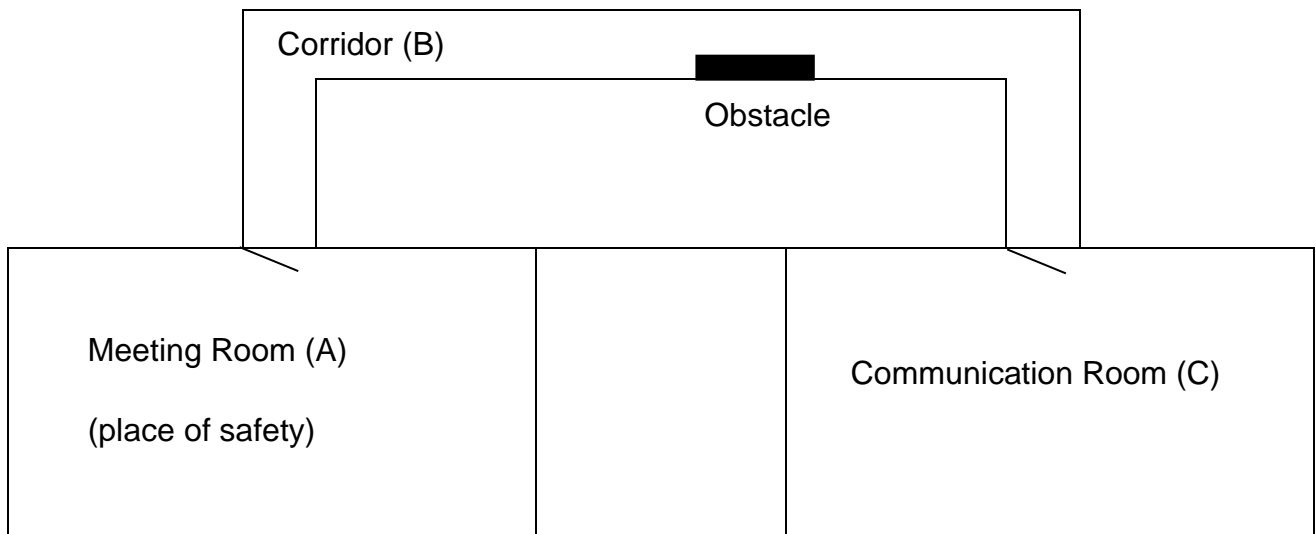 Corridor (B)
Obstacle
Meeting Room (A)
(place of safety)
Communication Room (C)